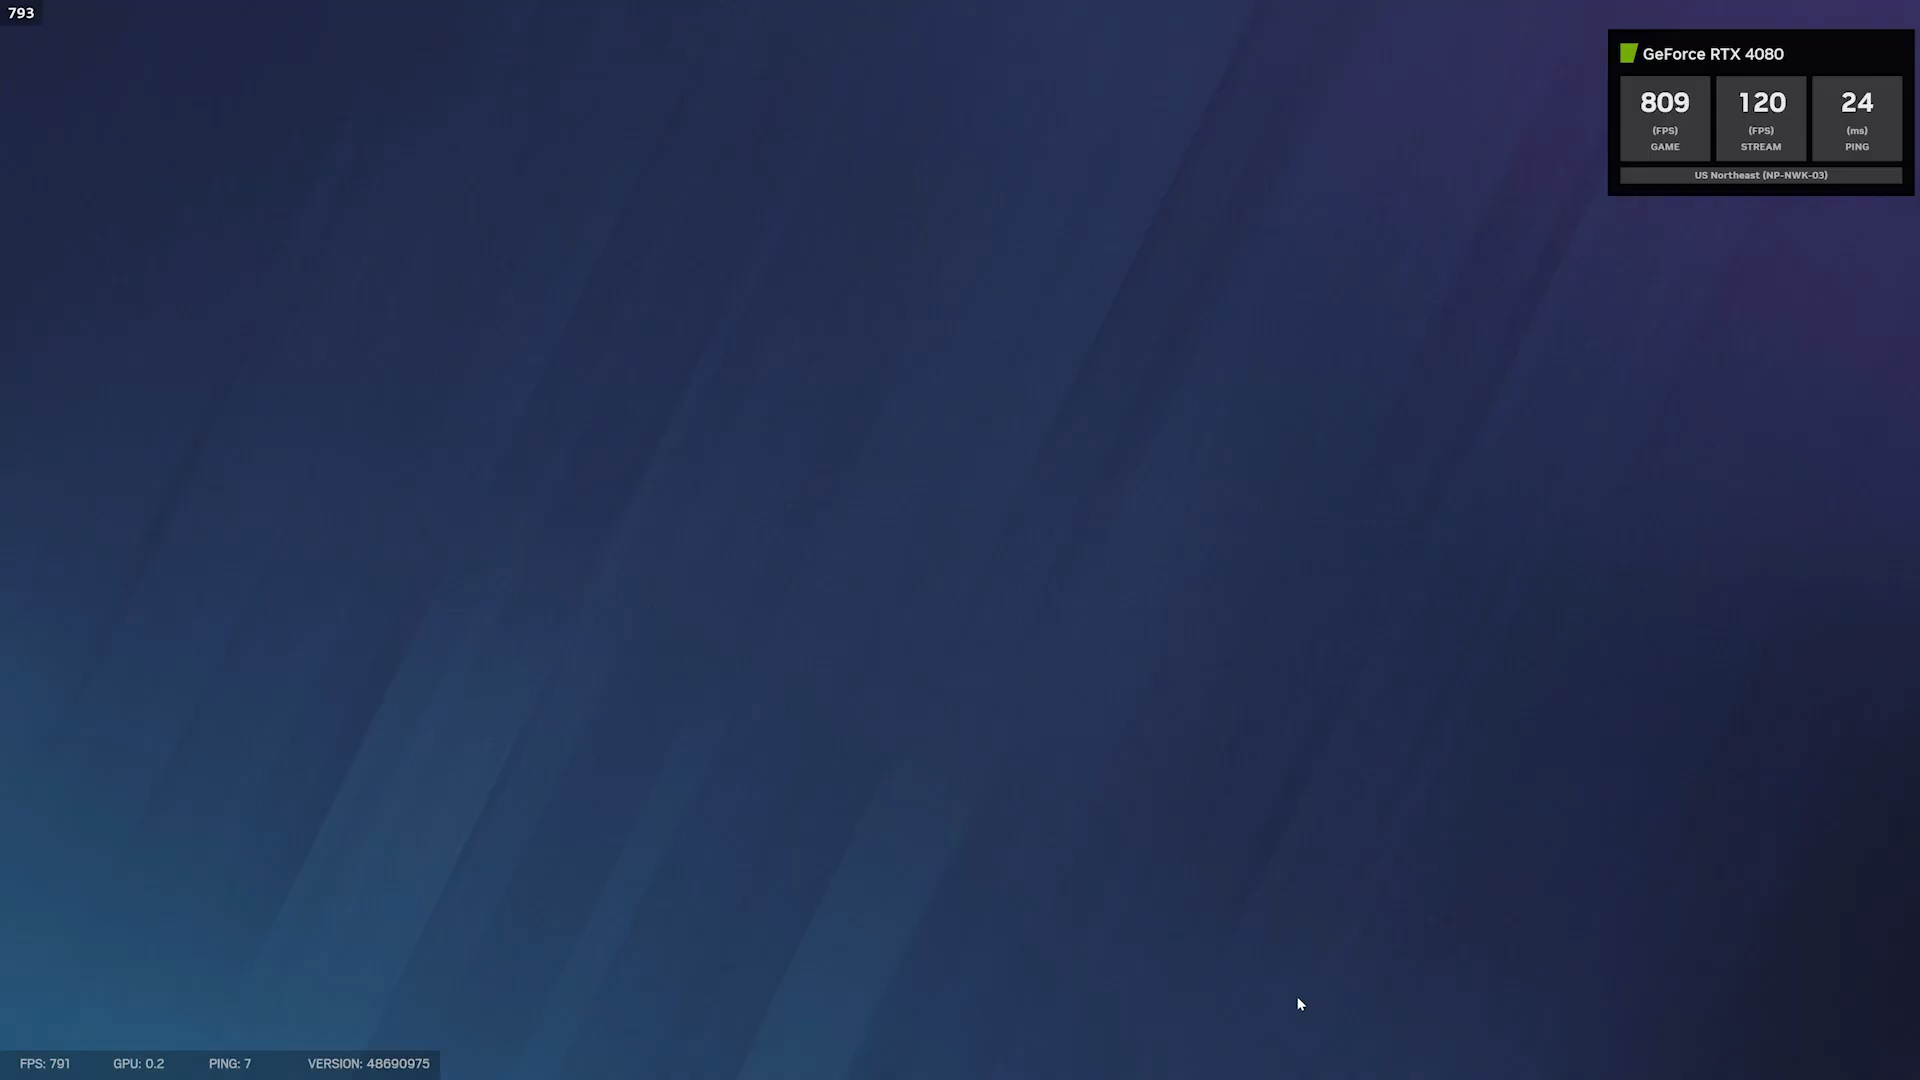 793
GeForce RTX 4080
809 120 24
(FPS) (FPS) (ms)
GAME STREAM PING
US Northeast (NP-NWK-03)
FPS: 791 GPU: 0.2 PING: 7 VERSION: 48690975